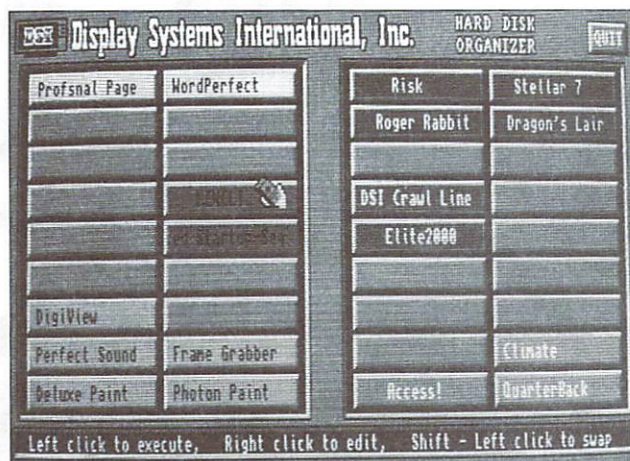 DSI Display Systems International, Inc.
HARD DISK ORGANIZER
QUIT
Profsnal Page
WordPerfect
DigiView
Perfect Sound
Frame Grabber
Deluxe Paint
Photon Paint
Risk
Stellar 7
Roger Rabbit
Dragon's Lair
DSI Crawl Line
Elite2000
Climate
Access!
QuarterBack
Left click to execute, Right click to edit, Shift - Left click to swap